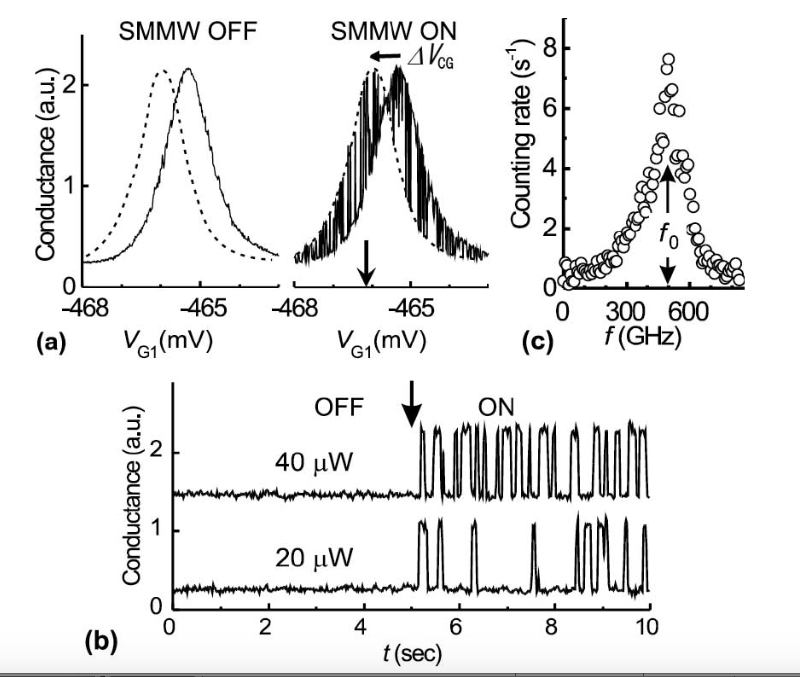 SMMW OFF
SMMW ON
ΔV_CG
Conductance (a.u.)
2
1
0
–468
–465
V_G1(mV)
–468
–465
V_G1(mV)
(a)
Counting rate (s⁻¹)
8
6
4
2
0
f₀
0
300
600
f (GHz)
(c)
Conductance (a.u.)
2
1
0
OFF
ON
40 μW
20 μW
0
2
4
6
8
10
t (sec)
(b)